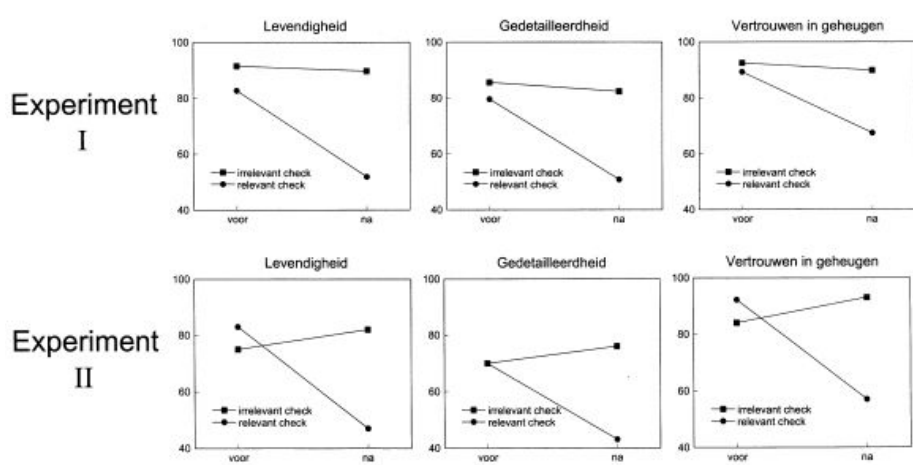 Experiment
I
Levendigheid
100
80
60
40
irrelevant check
relevant check
voor na
Gedetailleerdheid
100
80
60
40
irrelevant check
relevant check
voor na
Vertrouwen in geheugen
100
80
60
40
irrelevant check
relevant check
voor na
Experiment
II
Levendigheid
100
80
60
40
irrelevant check
relevant check
voor na
Gedetailleerdheid
100
80
60
40
irrelevant check
relevant check
voor na
Vertrouwen in geheugen
100
80
60
40
irrelevant check
relevant check
voor na